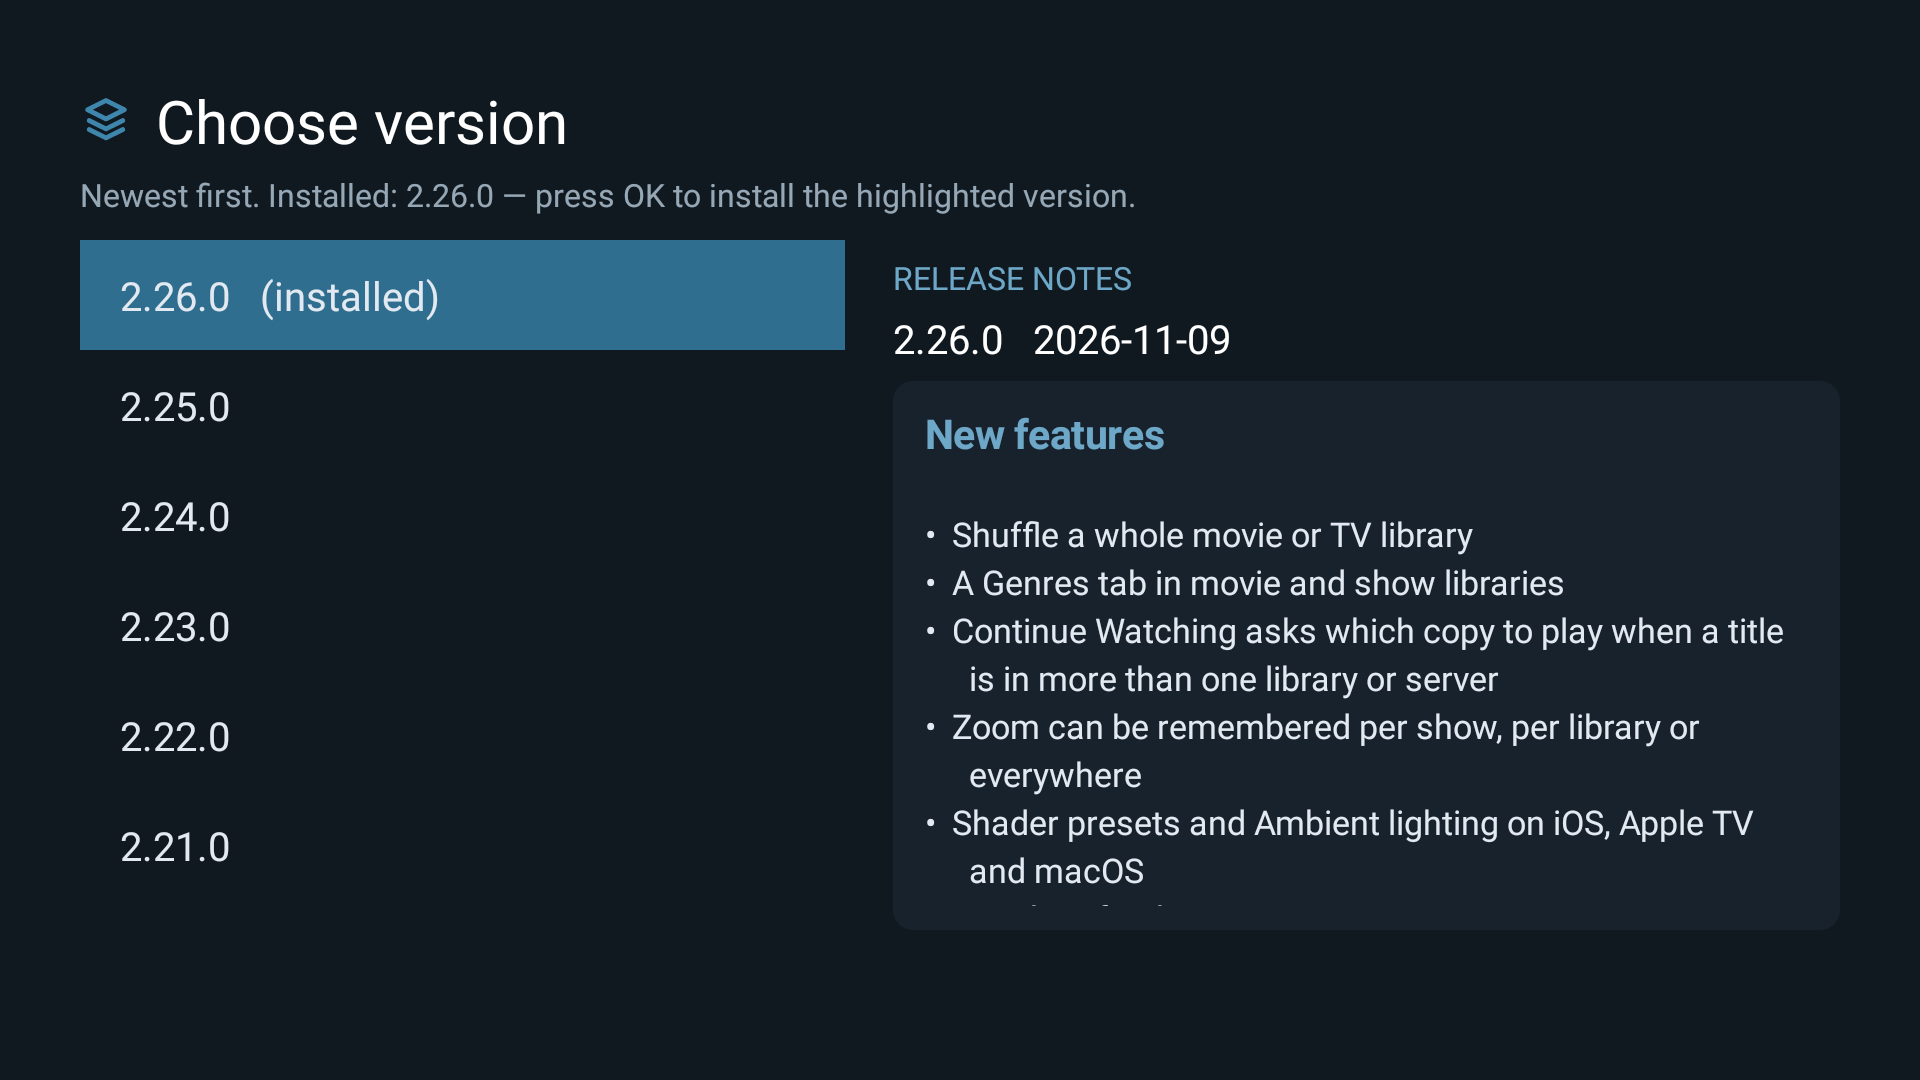 Choose version
Newest first. Installed: 2.26.0 — press OK to install the highlighted version.
2.26.0 (installed)
2.25.0
2.24.0
2.23.0
2.22.0
2.21.0
RELEASE NOTES
2.26.0 2026-11-09
New features
• Shuffle a whole movie or TV library
• A Genres tab in movie and show libraries
• Continue Watching asks which copy to play when a title
is in more than one library or server
• Zoom can be remembered per show, per library or
everywhere
• Shader presets and Ambient lighting on iOS, Apple TV
and macOS